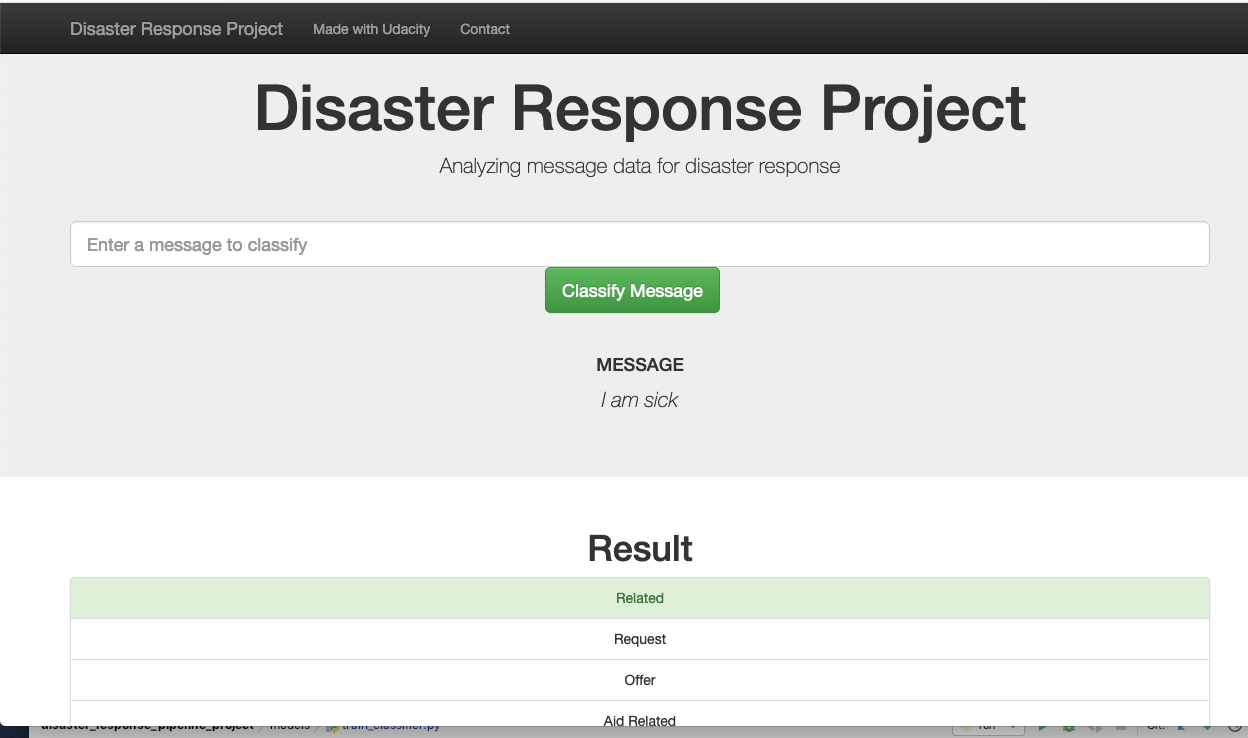 Disaster Response Project Made with Udacity Contact
Disaster Response Project
Analyzing message data for disaster response
Enter a message to classify
Classify Message
MESSAGE
I am sick
Result
Related
Request
Offer
Aid Related
disaster_response_pipeline_project / models / train_classifier.py run Git: